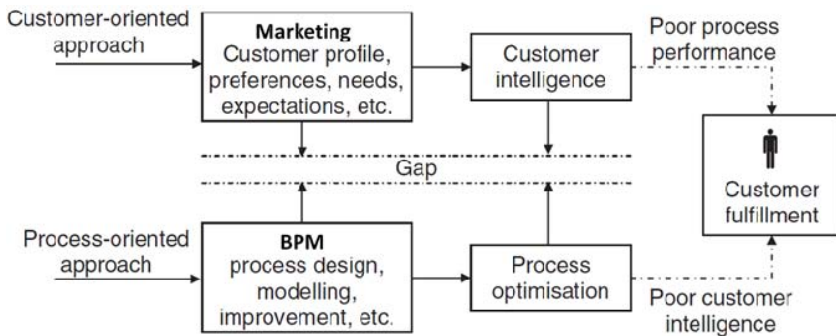 Customer-oriented
approach
Marketing
Customer profile,
preferences, needs,
expectations, etc.
Customer
intelligence
Poor process
performance
Gap
Customer
fulfillment
Process-oriented
approach
BPM
process design,
modelling,
improvement, etc.
Process
optimisation
Poor customer
intelligence